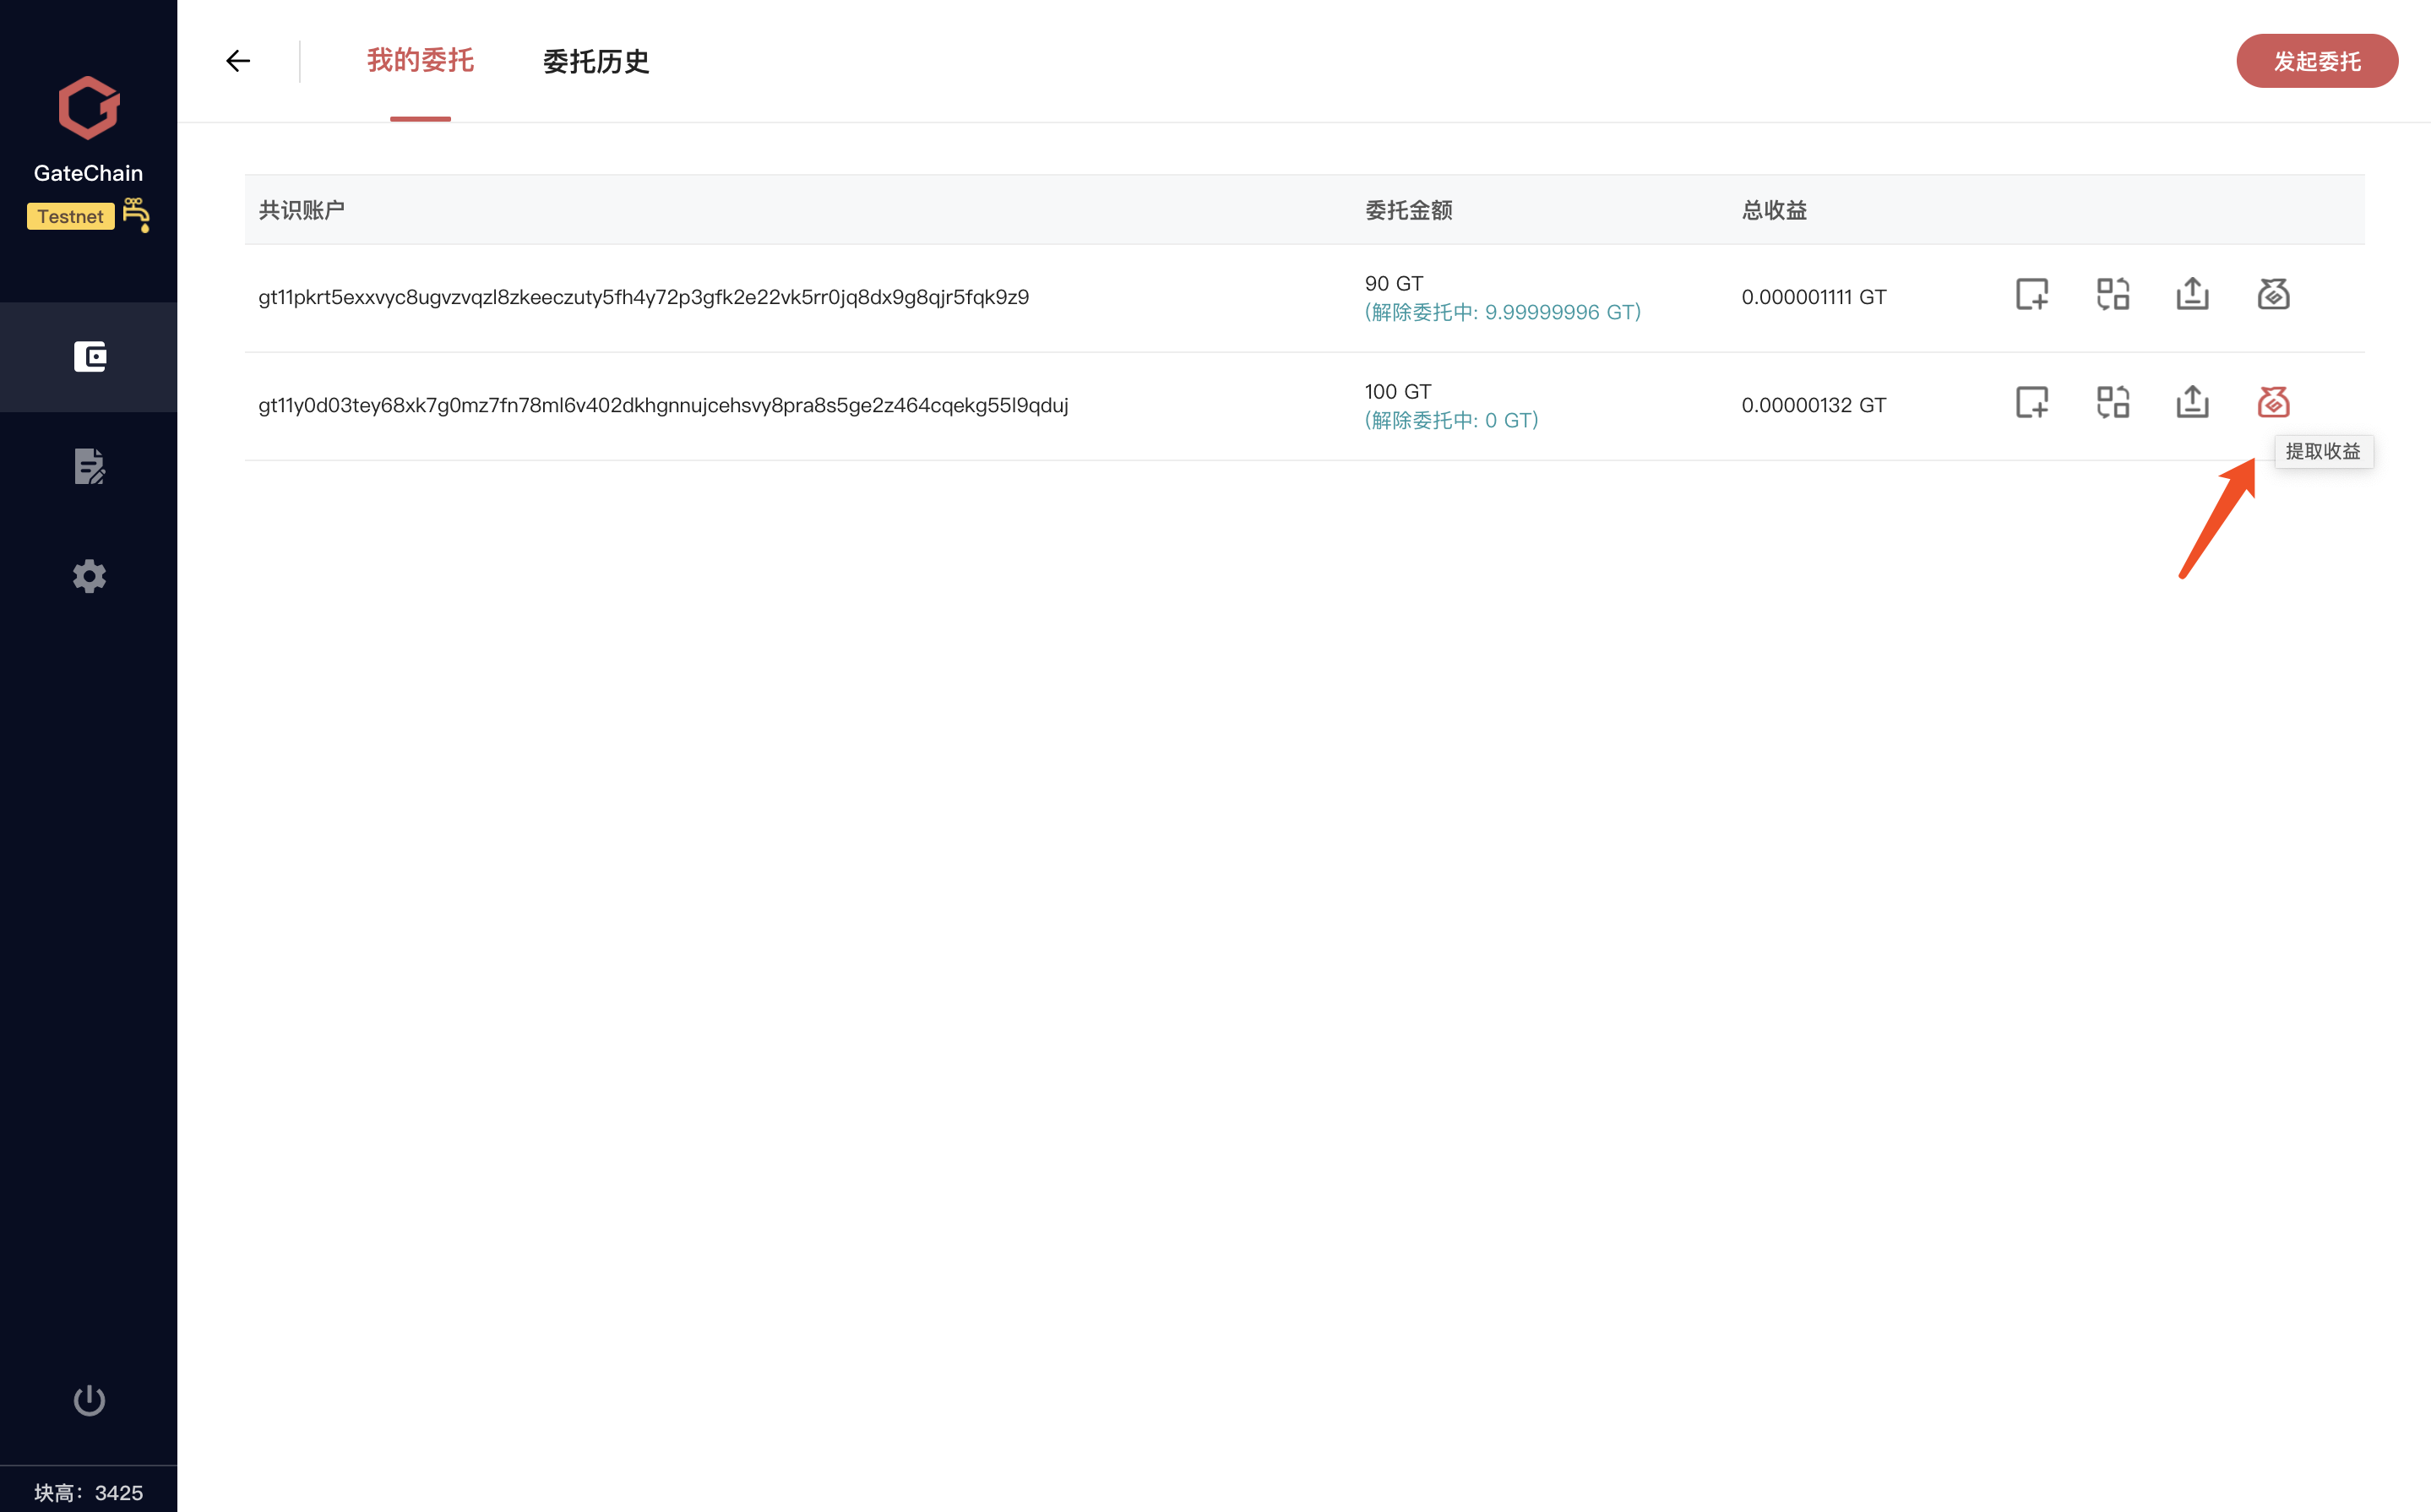 GateChain
Testnet
我的委托
委托历史
发起委托
共识账户
委托金额
总收益
gt11pkrt5exxvyc8ugvzvqzl8zkeeczuty5fh4y72p3gfk2e22vk5rr0jq8dx9g8qjr5fqk9z9
90 GT
(解除委托中: 9.99999996 GT)
0.000001111 GT
gt11y0d03tey68xk7g0mz7fn78ml6v402dkhgnnujcehsvy8pra8s5ge2z464cqekg55l9qduj
100 GT
(解除委托中: 0 GT)
0.00000132 GT
提取收益
块高: 3425